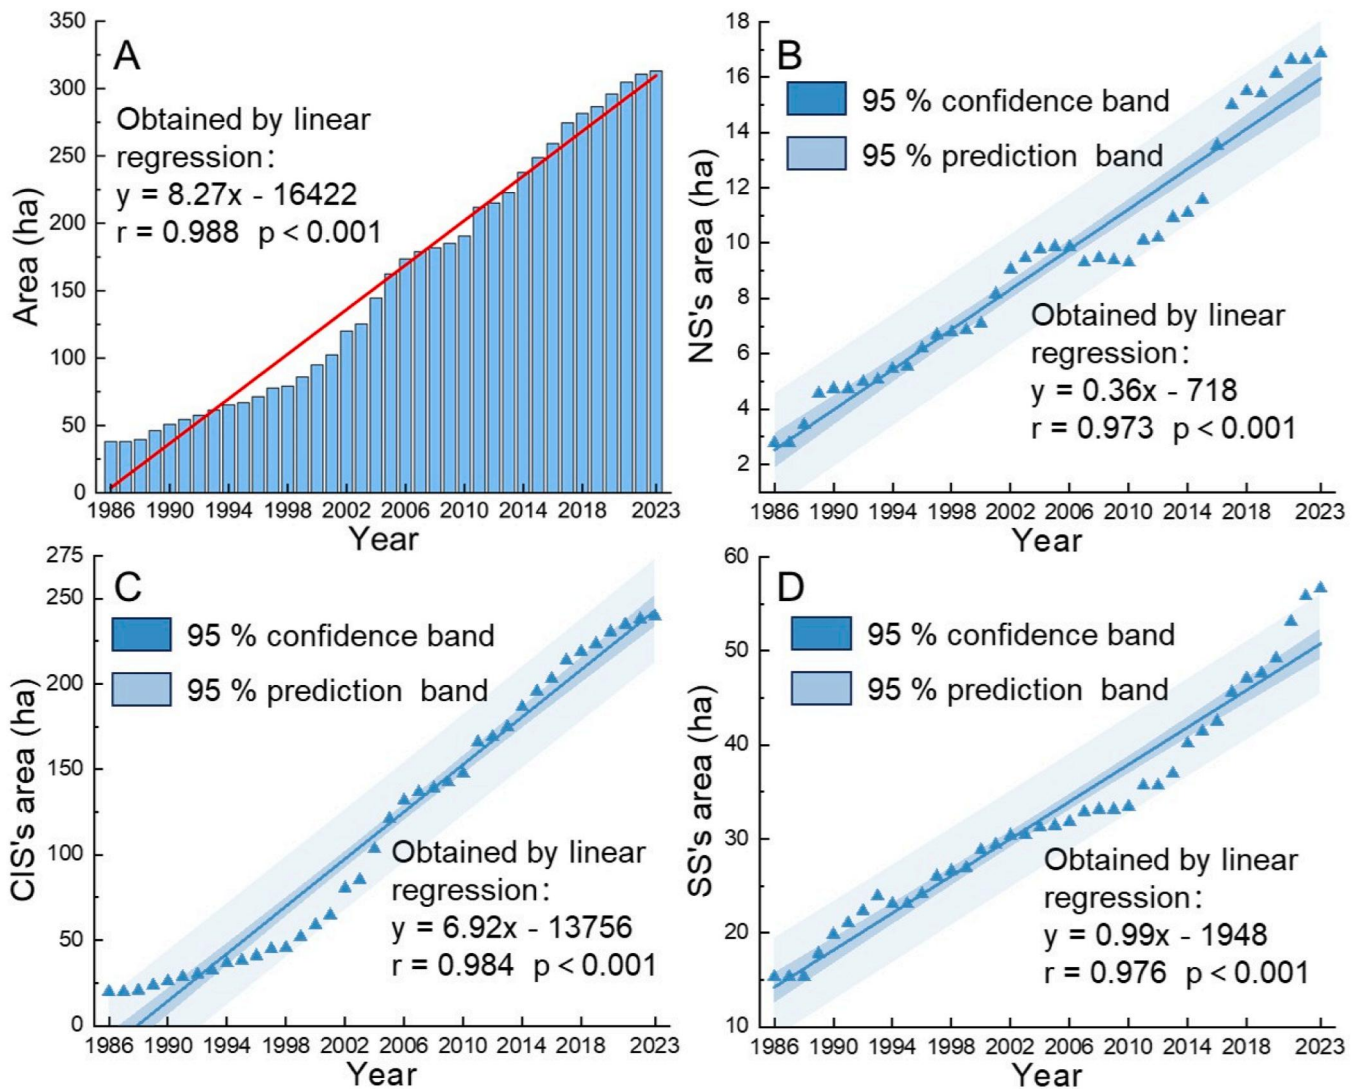 A
Obtained by linear
regression:
y = 8.27x - 16422
r = 0.988 p < 0.001
Area (ha)
350
300
250
200
150
100
50
0
1986 1990 1994 1998 2002 2006 2010 2014 2018 2023
Year
B
95 % confidence band
95 % prediction band
Obtained by linear
regression:
y = 0.36x - 718
r = 0.973 p < 0.001
NS's area (ha)
18
16
14
12
10
8
6
4
2
1986 1990 1994 1998 2002 2006 2010 2014 2018 2023
Year
C
95 % confidence band
95 % prediction band
Obtained by linear
regression:
y = 6.92x - 13756
r = 0.984 p < 0.001
CIS's area (ha)
275
250
200
150
100
50
0
1986 1990 1994 1998 2002 2006 2010 2014 2018 2023
Year
D
95 % confidence band
95 % prediction band
Obtained by linear
regression:
y = 0.99x - 1948
r = 0.976 p < 0.001
SS's area (ha)
60
50
40
30
20
10
1986 1990 1994 1998 2002 2006 2010 2014 2018 2023
Year